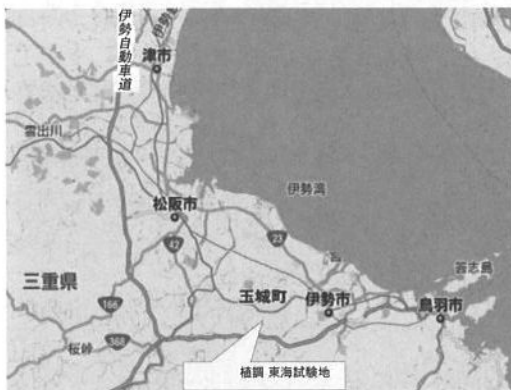 伊勢自動車道
津市
雲出川
伊勢湾
松阪市
23
42
答志島
三重県
玉城町
伊勢市
鳥羽市
166
368
桜峠
植調 東海試験地